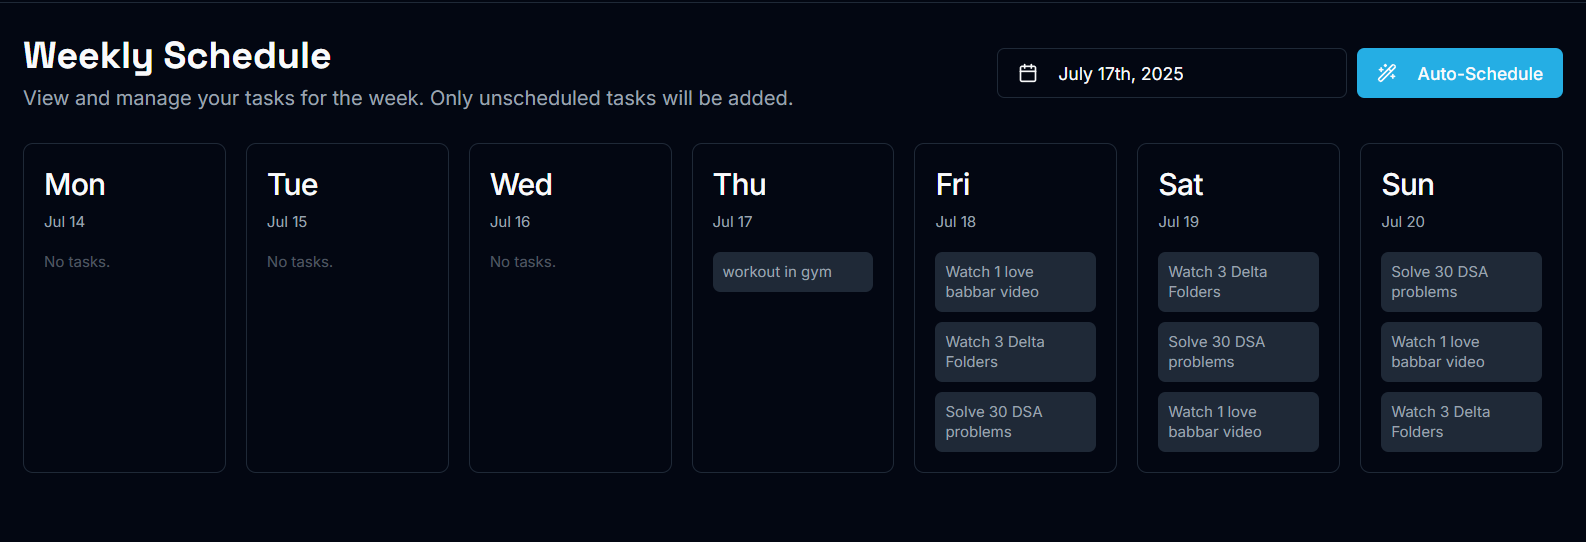 Weekly Schedule
View and manage your tasks for the week. Only unscheduled tasks will be added.
July 17th, 2025
Auto-Schedule
Mon
Jul 14
No tasks.
Tue
Jul 15
No tasks.
Wed
Jul 16
No tasks.
Thu
Jul 17
workout in gym
Fri
Jul 18
Watch 1 love
babbar video
Watch 3 Delta
Folders
Solve 30 DSA
problems
Sat
Jul 19
Watch 3 Delta
Folders
Solve 30 DSA
problems
Watch 1 love
babbar video
Sun
Jul 20
Solve 30 DSA
problems
Watch 1 love
babbar video
Watch 3 Delta
Folders